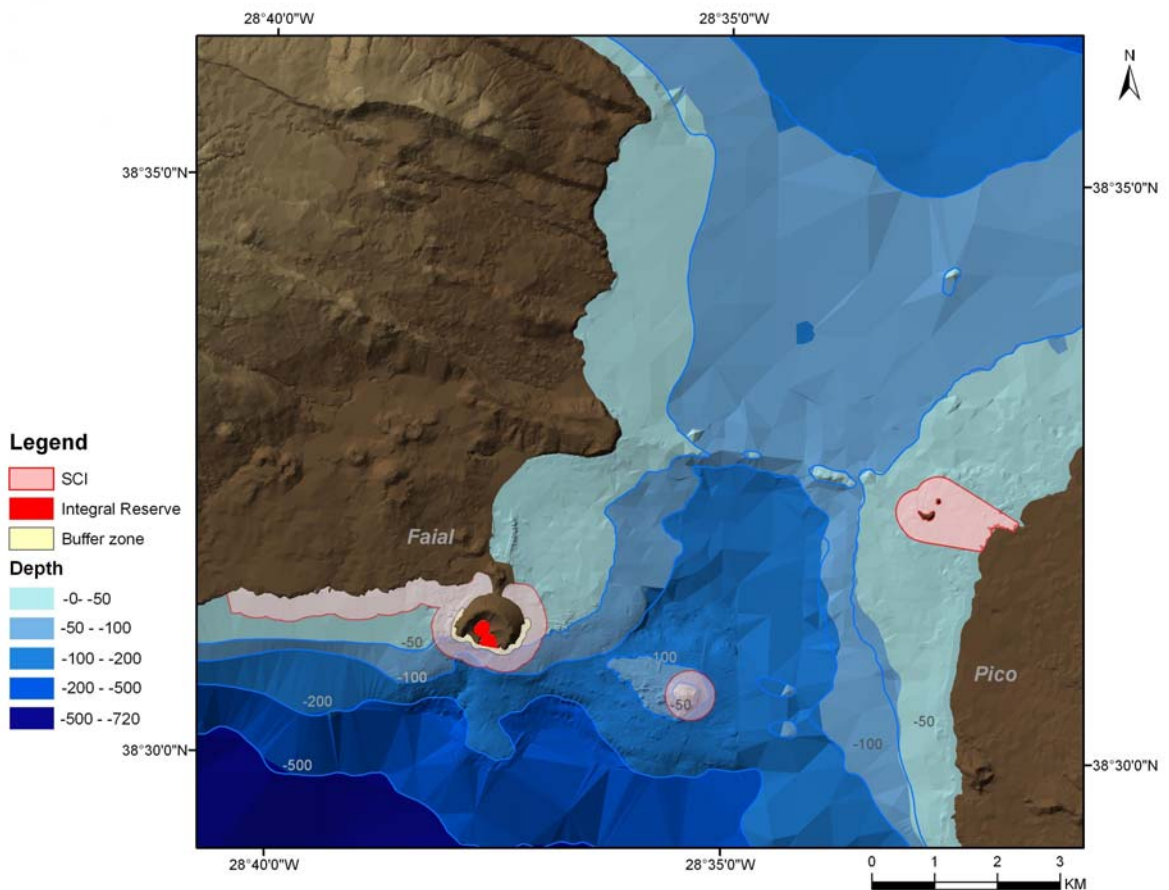 28°40'0"W
28°35'0"W
N
38°35'0"N
38°35'0"N
Legend
SCI
Integral Reserve
Buffer zone
Depth
-0- -50
-50 - -100
-100 - -200
-200 - -500
-500 - -720
Faial
Pico
-50
-100
-200
-500
100
-50
-50
-100
38°30'0"N
38°30'0"N
28°40'0"W
28°35'0"W
0 1 2 3
KM